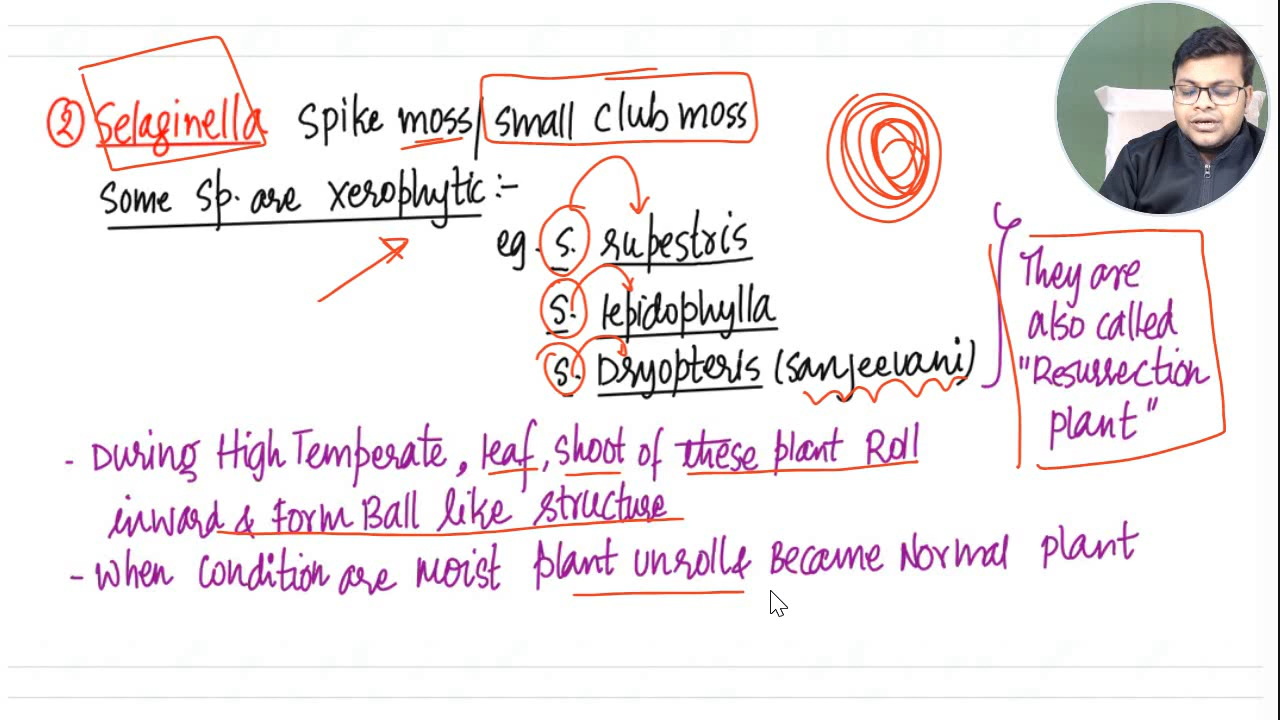 ② Selaginella spike moss/small club moss
Some sp. are xerophytic :-
eg. S. rupestris
S. lepidophylla
S. Dryopteris (sanjeevani)
They are
also called
"Resurrection
plant"
- During High Temperate, leaf, shoot of these plant Roll
inward & form Ball like structure
- when condition are moist plant unroll & Became Normal plant